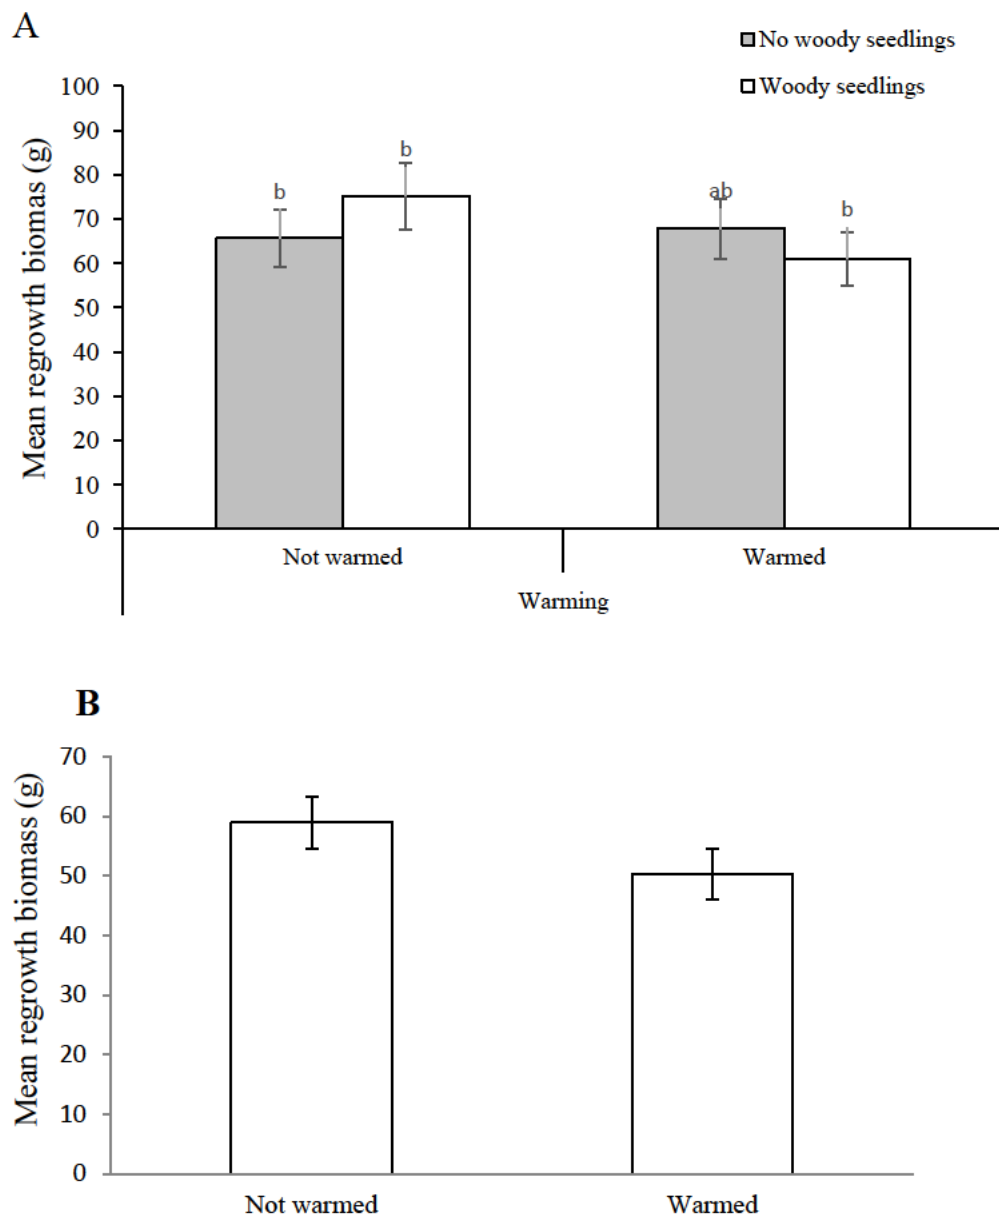 A
No woody seedlings
Woody seedlings
Mean regrowth biomas (g)
100
90
80
70
60
50
40
30
20
10
0
b
b
ab
b
Not warmed
Warmed
Warming
B
Mean regrowth biomass (g)
70
60
50
40
30
20
10
0
Not warmed
Warmed